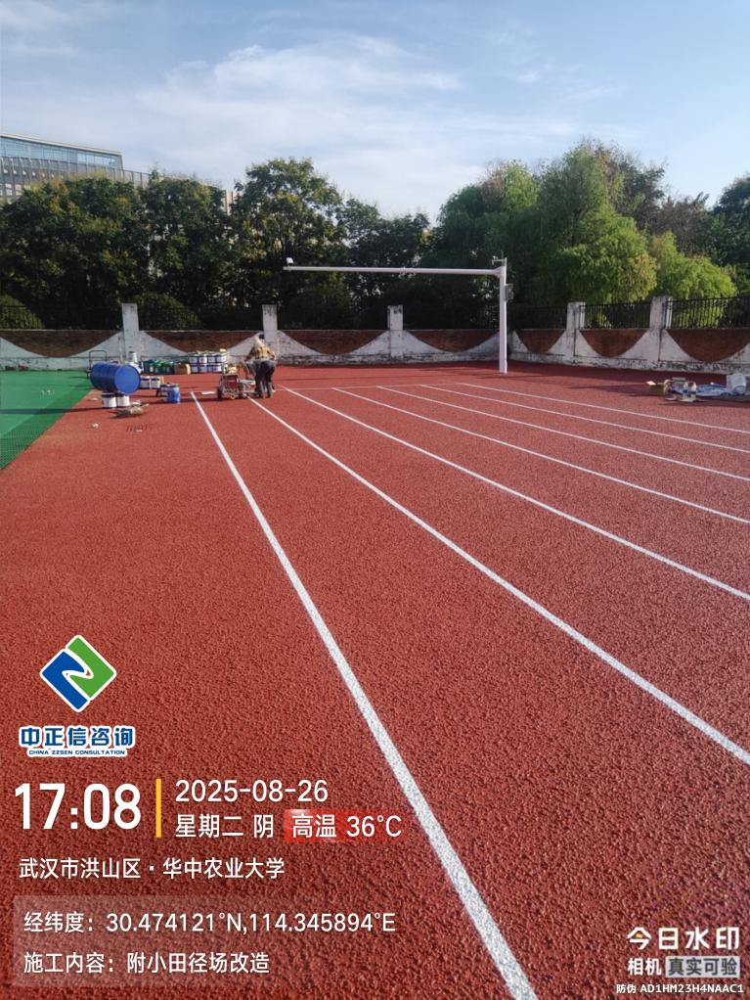 中正信咨询
CHINA ZZSEN CONSULTATION
17:08
2025-08-26
星期二 阴 高温 36℃
武汉市洪山区·华中农业大学
经纬度：30.474121°N,114.345894°E
施工内容：附小田径场改造
今日水印
相机 真实可验
防伪 AD1HM23H4NAAC1